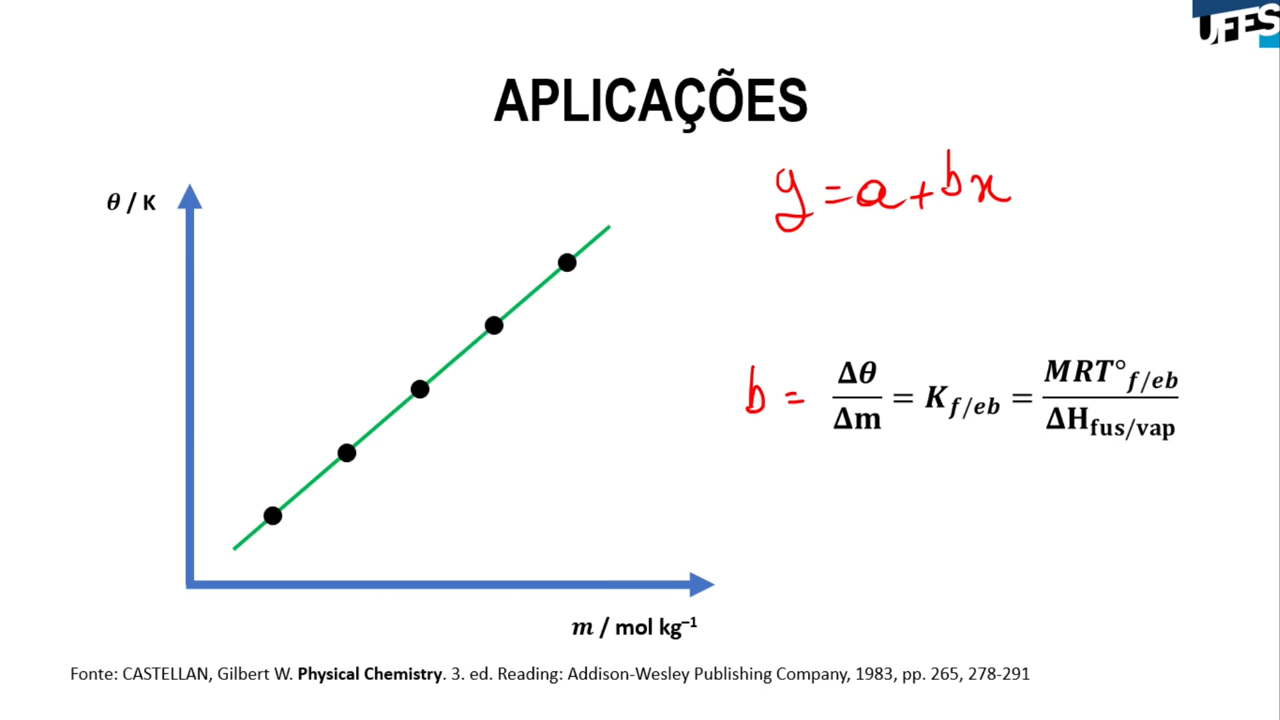 UFES
APLICAÇÕES
y = a + bx
θ / K
b = Δθ/Δm = K_f/eb = MRT°_f/eb / ΔH_fus/vap
m / mol kg⁻¹
Fonte: CASTELLAN, Gilbert W. Physical Chemistry. 3. ed. Reading: Addison-Wesley Publishing Company, 1983, pp. 265, 278-291